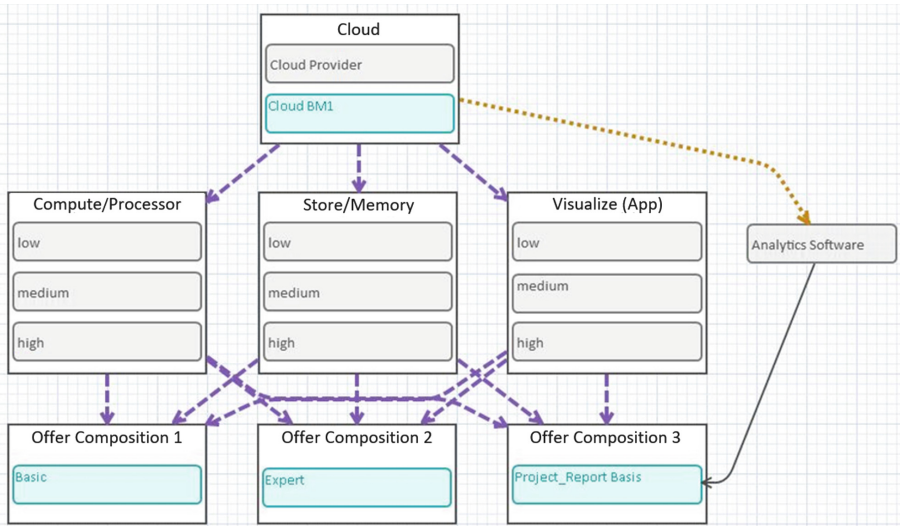 Cloud
Cloud Provider
Cloud BM1
Compute/Processor
low
medium
high
Store/Memory
low
medium
high
Visualize (App)
low
medium
high
Analytics Software
Offer Composition 1
Basic
Offer Composition 2
Expert
Offer Composition 3
Project_Report Basis